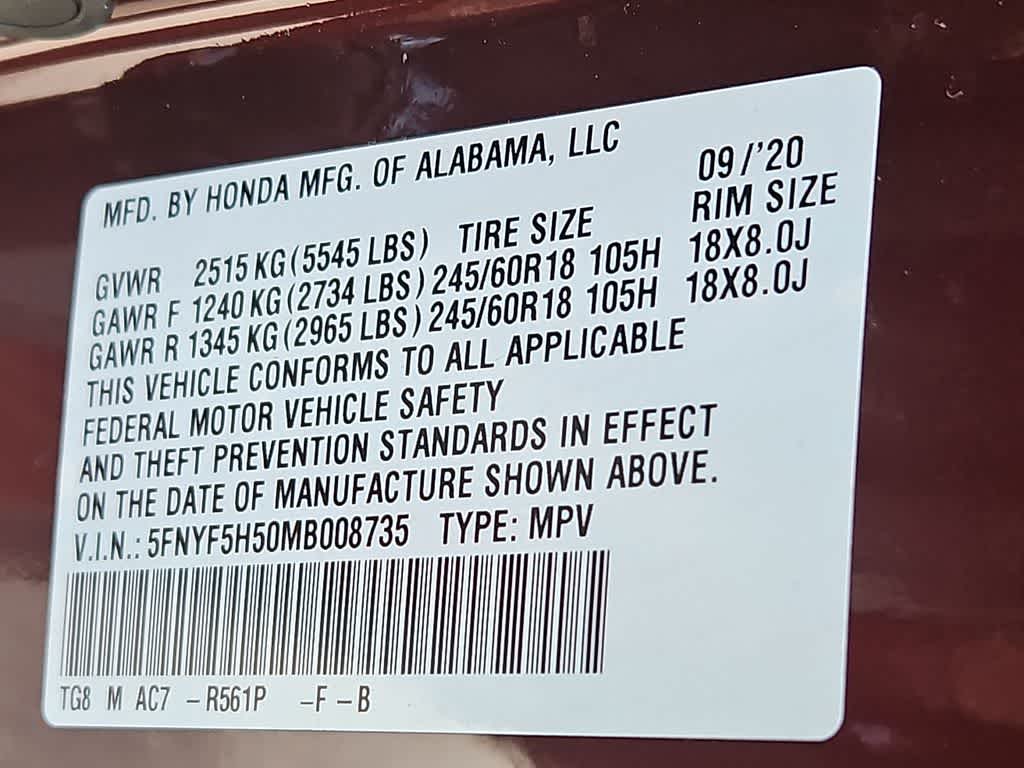 MFD. BY HONDA MFG. OF ALABAMA, LLC 09/'20
GVWR 2515 KG (5545 LBS) TIRE SIZE RIM SIZE
GAWR F 1240 KG (2734 LBS) 245/60R18 105H 18X8.0J
GAWR R 1345 KG (2965 LBS) 245/60R18 105H 18X8.0J
THIS VEHICLE CONFORMS TO ALL APPLICABLE
FEDERAL MOTOR VEHICLE SAFETY
AND THEFT PREVENTION STANDARDS IN EFFECT
ON THE DATE OF MANUFACTURE SHOWN ABOVE.
V.I.N.: 5FNYF5H50MB008735 TYPE: MPV
TG8 M AC7 -R561P -F-B